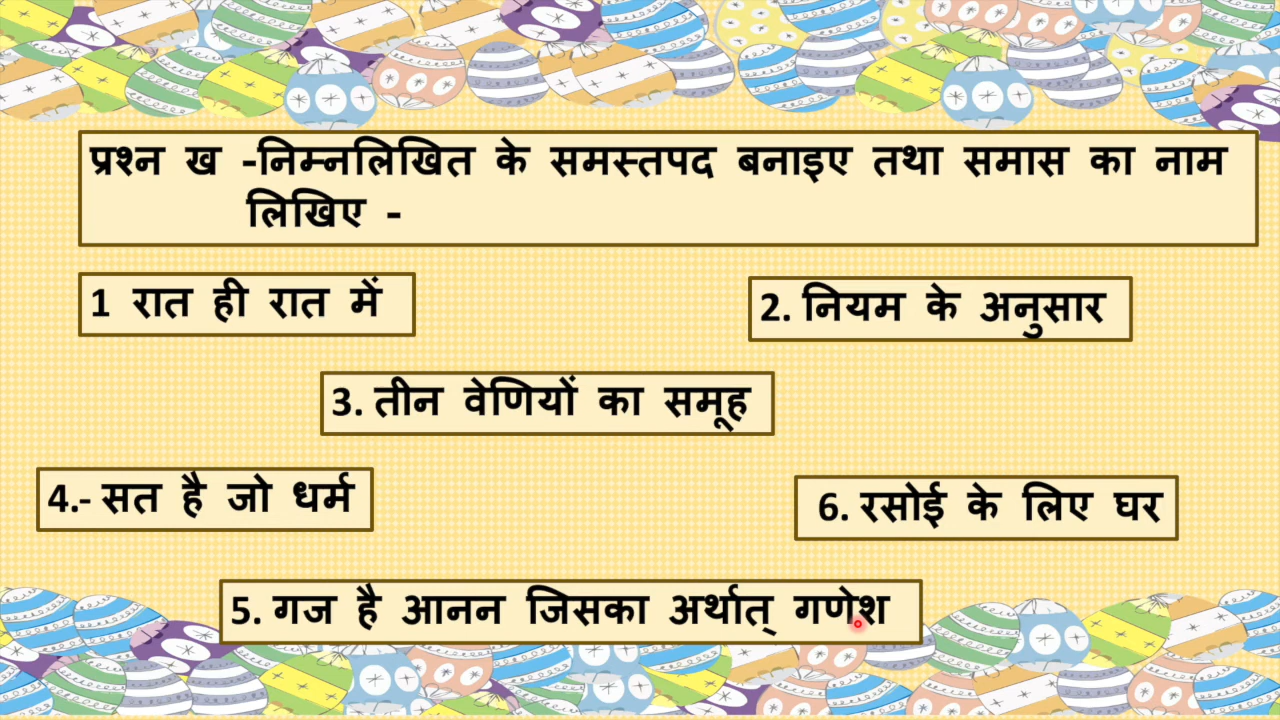 प्रश्न ख -निम्नलिखित के समस्तपद बनाइए तथा समास का नाम
लिखिए -
1 रात ही रात में
2. नियम के अनुसार
3. तीन वेणियों का समूह
4.- सत है जो धर्म
6. रसोई के लिए घर
5. गज है आनन जिसका अर्थात् गणेश